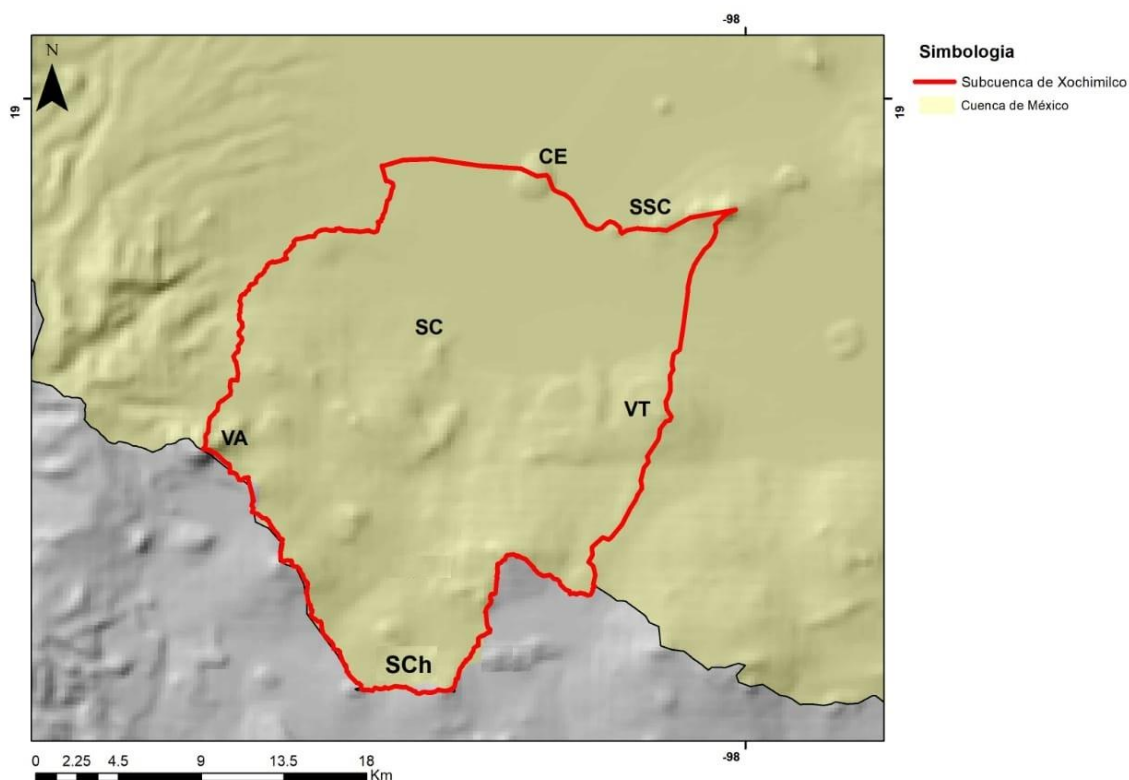 -98
N
19
19
Simbologia
Subcuenca de Xochimilco
Cuenca de México
CE
SSC
SC
VT
VA
SCh
-98
0 2.25 4.5 9 13.5 18
Km